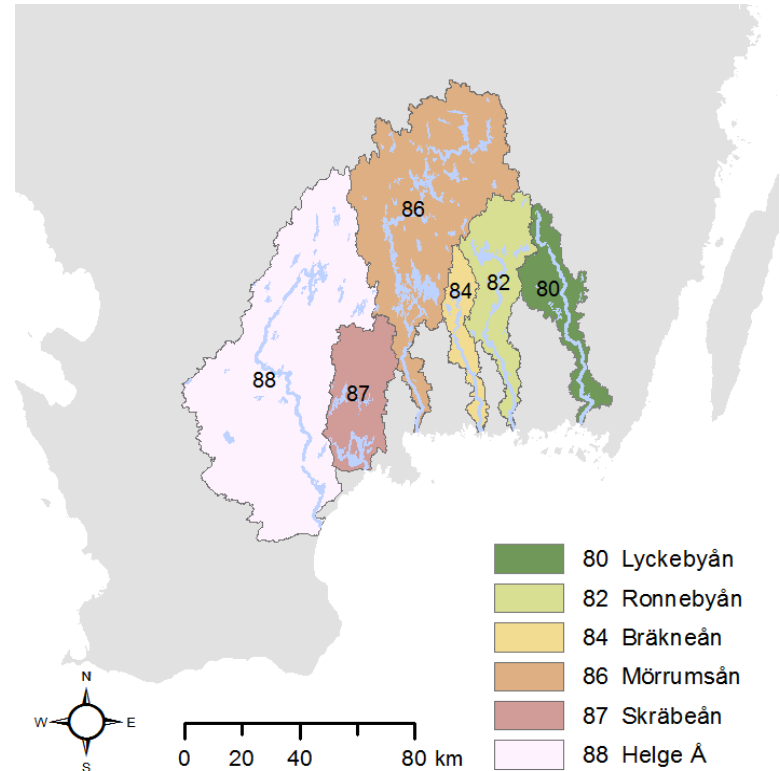 86
84
82
80
88
87
80 Lyckebyån
82 Ronnebyån
84 Bräkneån
86 Mörrumsån
87 Skräbeån
88 Helge Å
N
W E
S
0 20 40 80 km